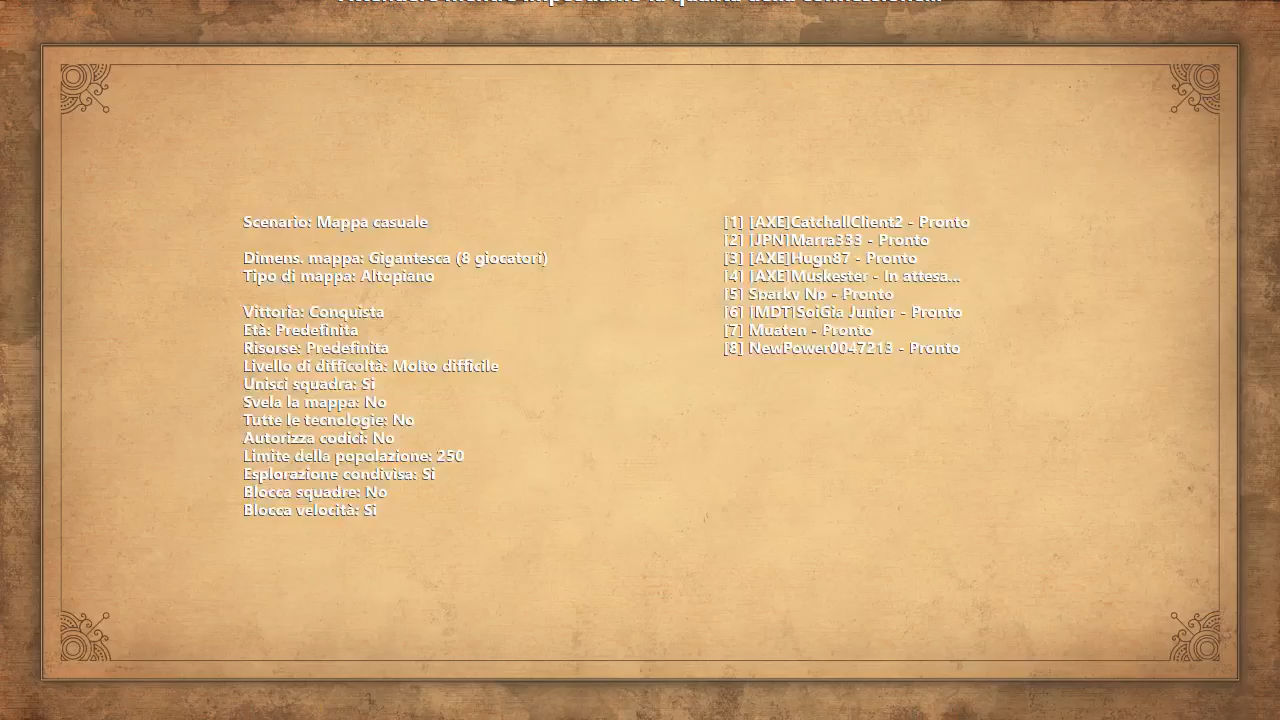 Scenario: Mappa casuale
Dimens. mappa: Gigantesca (8 giocatori)
Tipo di mappa: Altopiano
Vittoria: Conquista
Età: Predefinita
Risorse: Predefinita
Livello di difficoltà: Molto difficile
Unisci squadra: Sì
Svela la mappa: No
Tutte le tecnologie: No
Autorizza codici: No
Limite della popolazione: 250
Esplorazione condivisa: Sì
Blocca squadre: No
Blocca velocità: Sì
[1] [AXE]CatchallClient2 - Pronto
[2] [JPN]Marra333 - Pronto
[3] [AXE]Hugn87 - Pronto
[4] [AXE]Muskester - In attesa...
[5] Sparky Np - Pronto
[6] [MDT]SoiGia Junior - Pronto
[7] Muaten - Pronto
[8] NewPower0047213 - Pronto